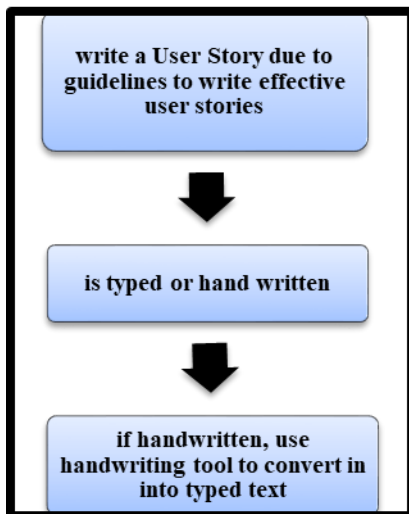 write a User Story due to
guidelines to write effective
user stories
is typed or hand written
if handwritten, use
handwriting tool to convert in
into typed text